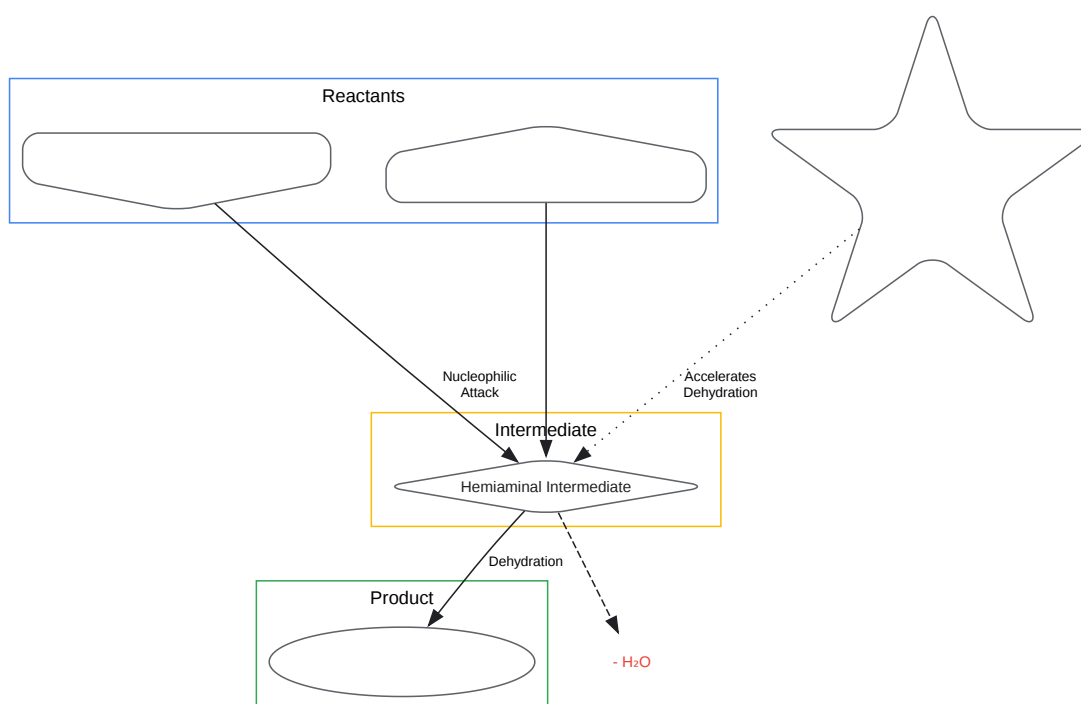 Reactants
Nucleophilic
Attack
Accelerates
Dehydration
Intermediate
Hemiaminal Intermediate
Dehydration
Product
- H₂O